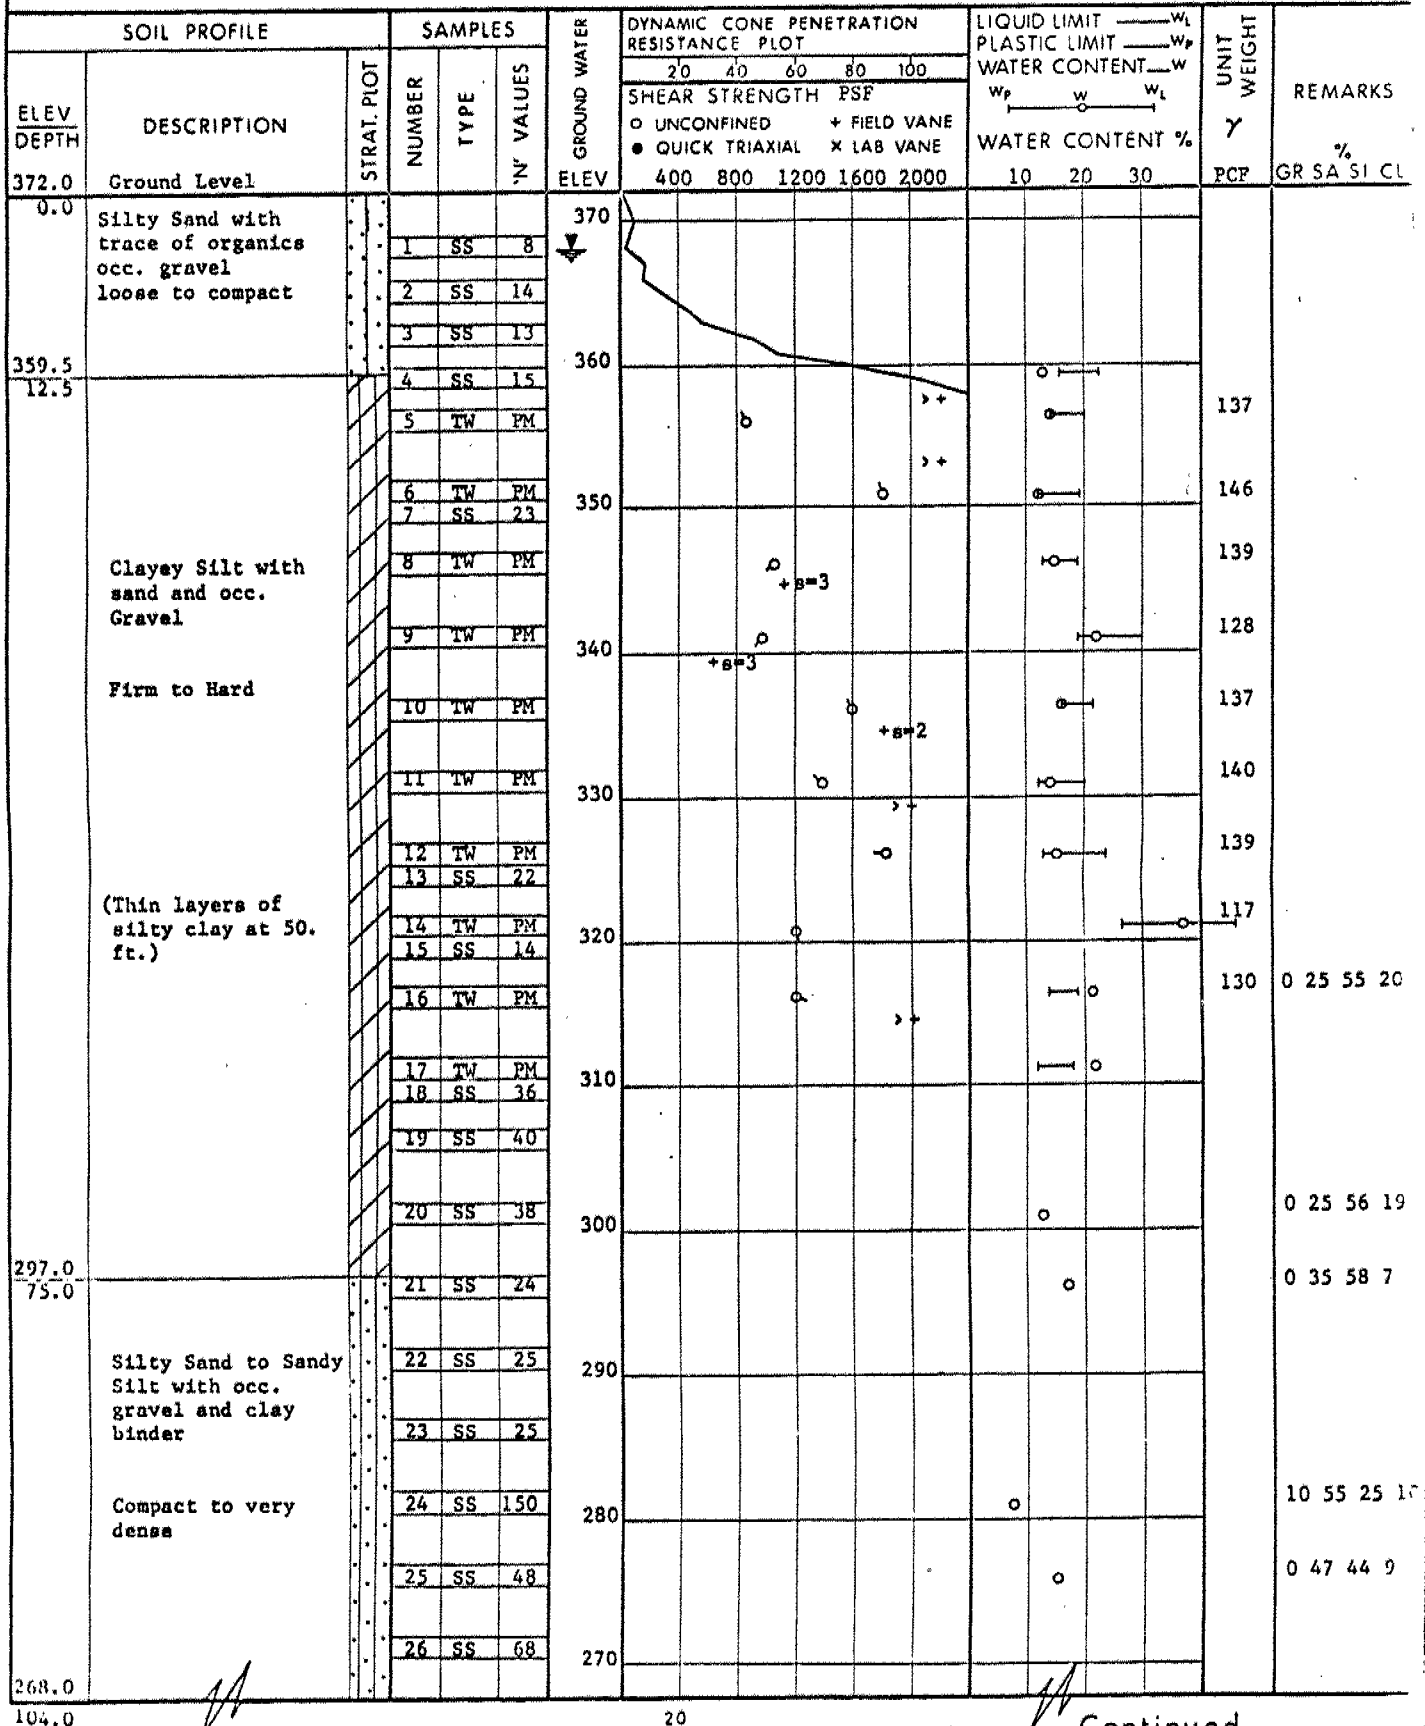 SOIL PROFILE
SAMPLES
GROUND WATER
DYNAMIC CONE PENETRATION
RESISTANCE PLOT
20 40 60 80 100
LIQUID LIMIT ——— WL
PLASTIC LIMIT ——— WP
WATER CONTENT — W
WP W WL
UNIT WEIGHT
γ
PCF
REMARKS
%
GR SA SI CL
ELEV
DEPTH
DESCRIPTION
STRAT. PLOT
NUMBER
TYPE
'N' VALUES
ELEV
SHEAR STRENGTH PSF
o UNCONFINED + FIELD VANE
● QUICK TRIAXIAL × LAB VANE
400 800 1200 1600 2000
WATER CONTENT %
10 20 30
372.0 Ground Level
0.0
Silty Sand with
trace of organics
occ. gravel
loose to compact
1 SS 8
2 SS 14
3 SS 13
359.5
12.5
4 SS 15
5 TW PM
6 TW PM
7 SS 23
Clayey Silt with
sand and occ.
Gravel
8 TW PM
9 TW PM
Firm to Hard
10 TW PM
11 TW PM
12 TW PM
13 SS 22
(Thin layers of
silty clay at 50.
ft.)
14 TW PM
15 SS 14
16 TW PM
17 TW PM
18 SS 36
19 SS 40
20 SS 38
297.0
75.0
21 SS 24
Silty Sand to Sandy
Silt with occ.
gravel and clay
binder
22 SS 25
23 SS 25
Compact to very
dense
24 SS 150
25 SS 48
26 SS 68
268.0
104.0
370
360
350
340
330
320
310
300
290
280
270
> +
> +
+ s=3
+ s=3
+ s=2
> +
> +
137
146
139
128
137
140
139
117
130 0 25 55 20
0 25 56 19
0 35 58 7
10 55 25
0 47 44 9
20
Continued